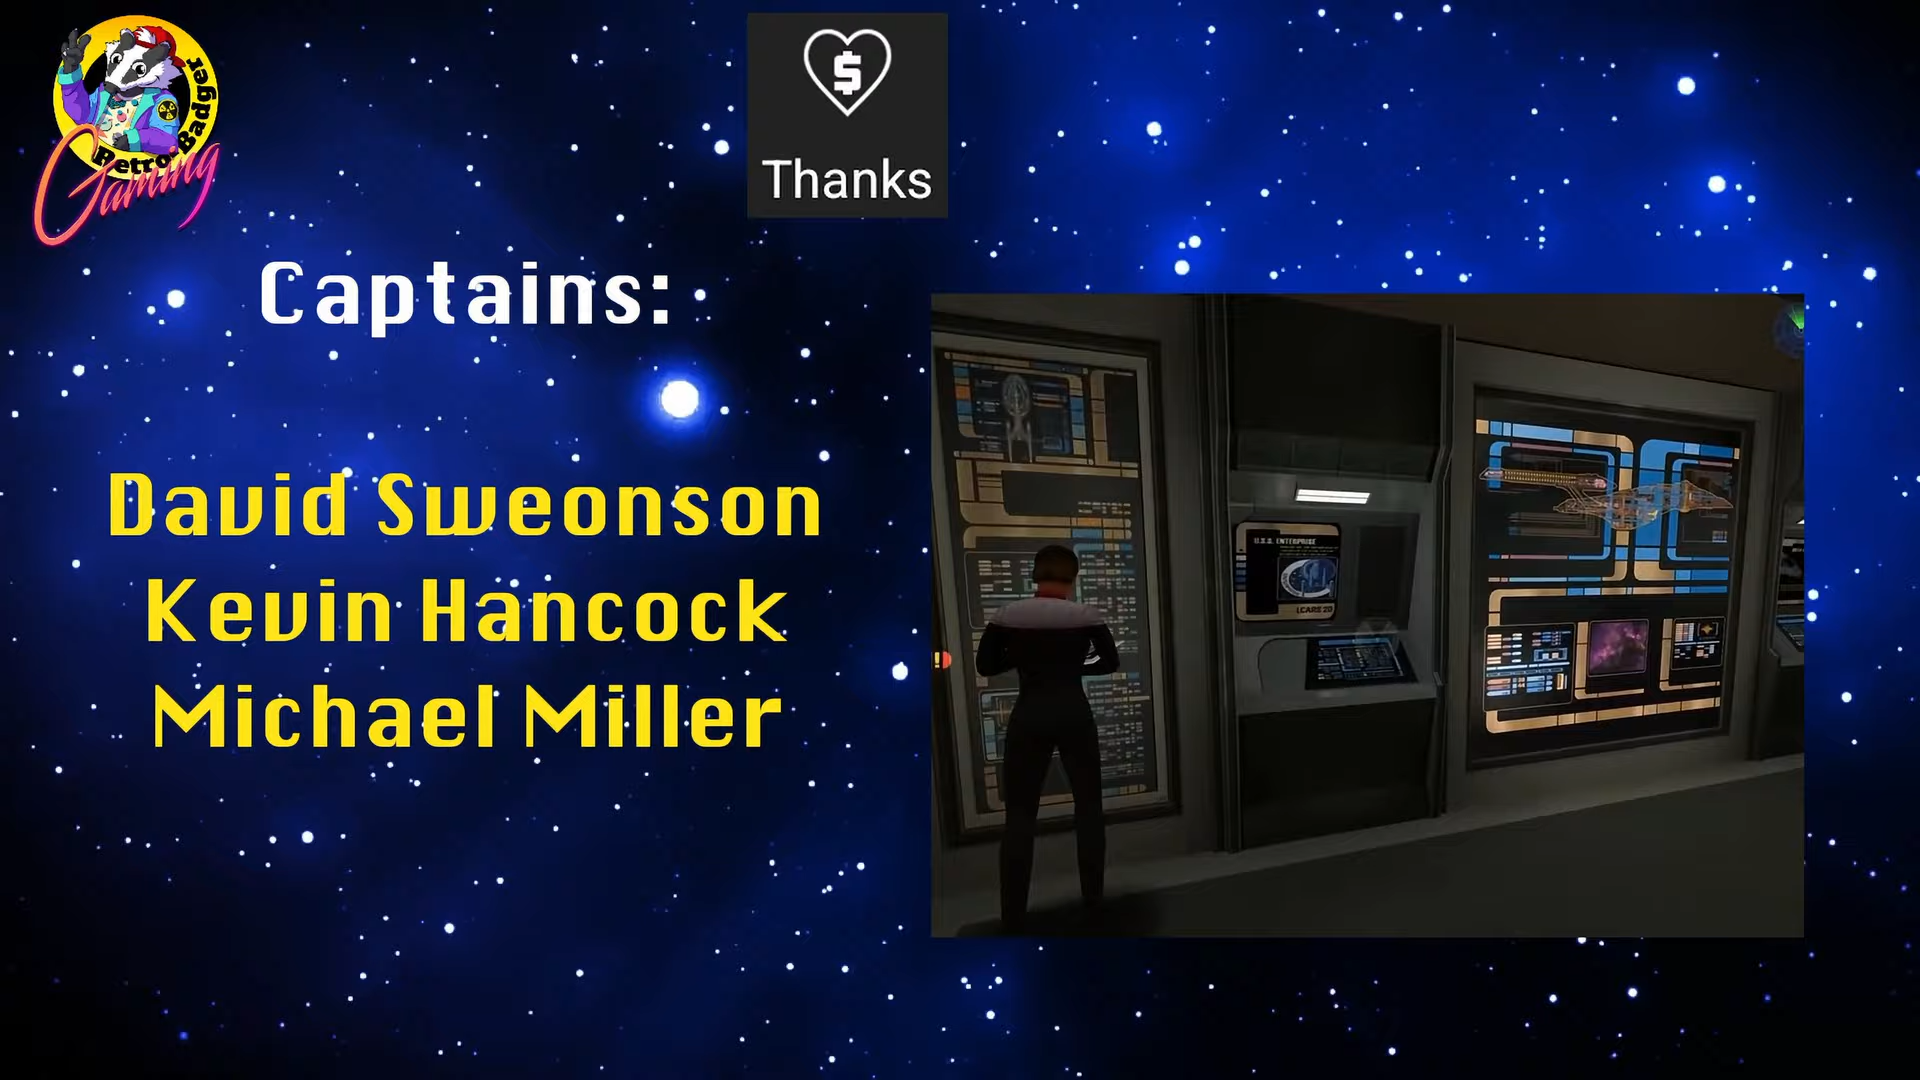 Retro Badger
Gaming
Thanks
Captains:
David Sweonson
Kevin Hancock
Michael Miller
U.S.S. ENTERPRISE